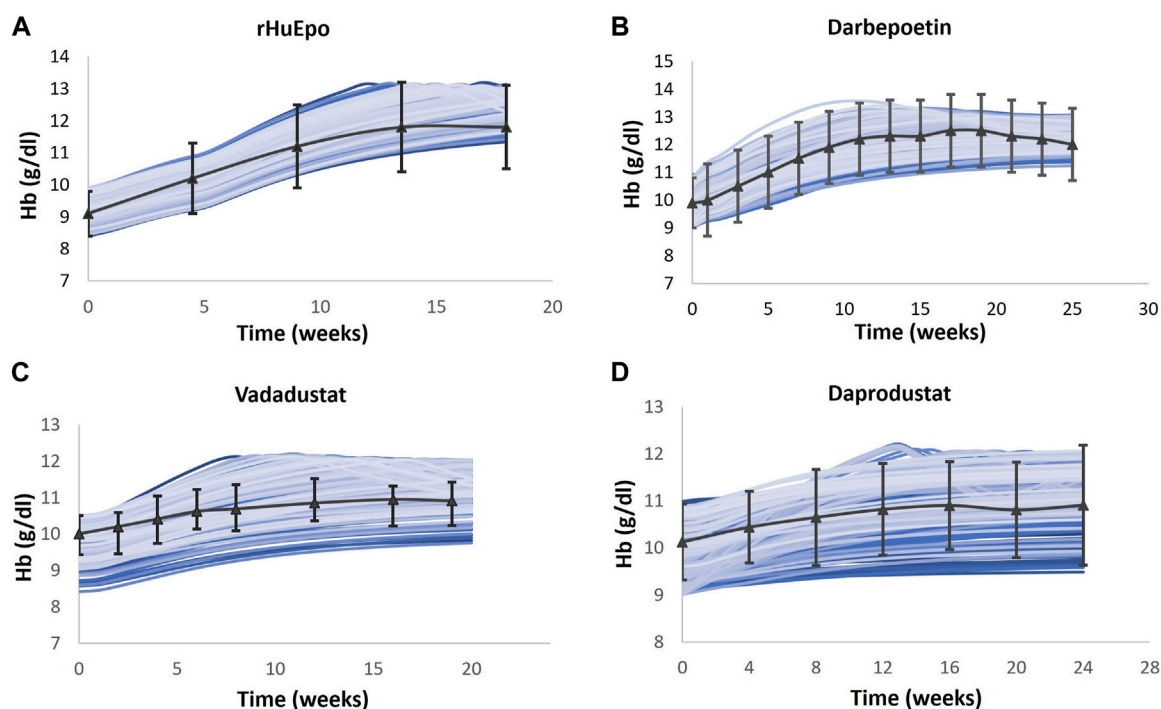 A
rHuEpo
14
13
12
11
10
9
8
7
Hb (g/dl)
0 5 10 15 20
Time (weeks)
B
Darbepoetin
15
14
13
12
11
10
9
8
7
Hb (g/dl)
0 5 10 15 20 25 30
Time (weeks)
C
Vadadustat
13
12
11
10
9
8
7
Hb (g/dl)
0 5 10 15 20
Time (weeks)
D
Daprodustat
13
12
11
10
9
8
Hb (g/dl)
0 4 8 12 16 20 24 28
Time (weeks)